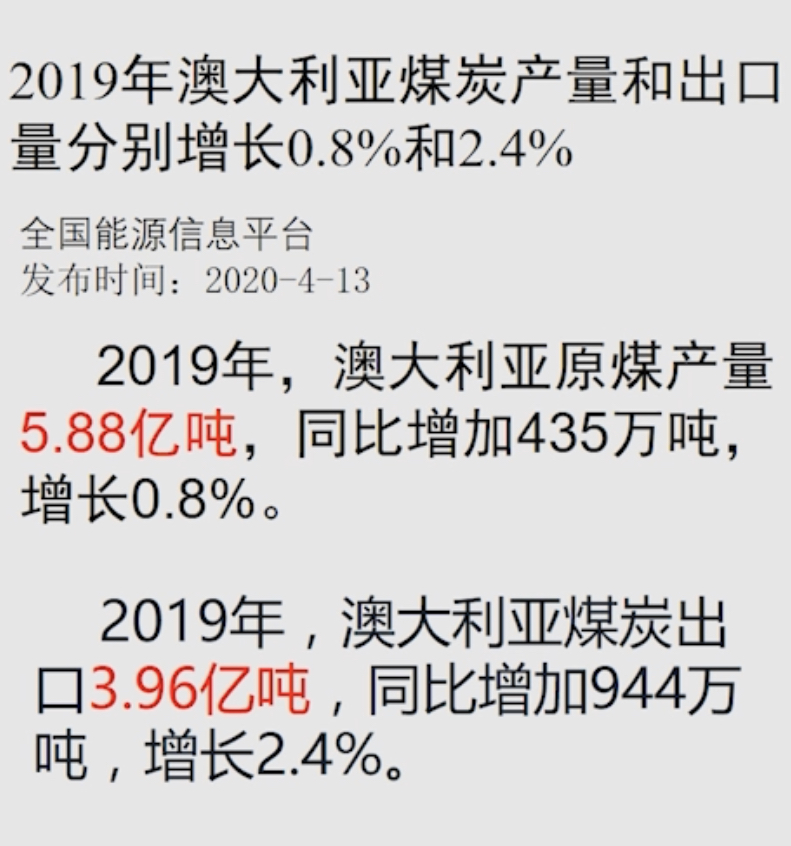 2019年澳大利亚煤炭产量和出口
量分别增长0.8%和2.4%
全国能源信息平台
发布时间：2020-4-13
2019年，澳大利亚原煤产量
5.88亿吨，同比增加435万吨，
增长0.8%。
2019年，澳大利亚煤炭出
口3.96亿吨，同比增加944万
吨，增长2.4%。